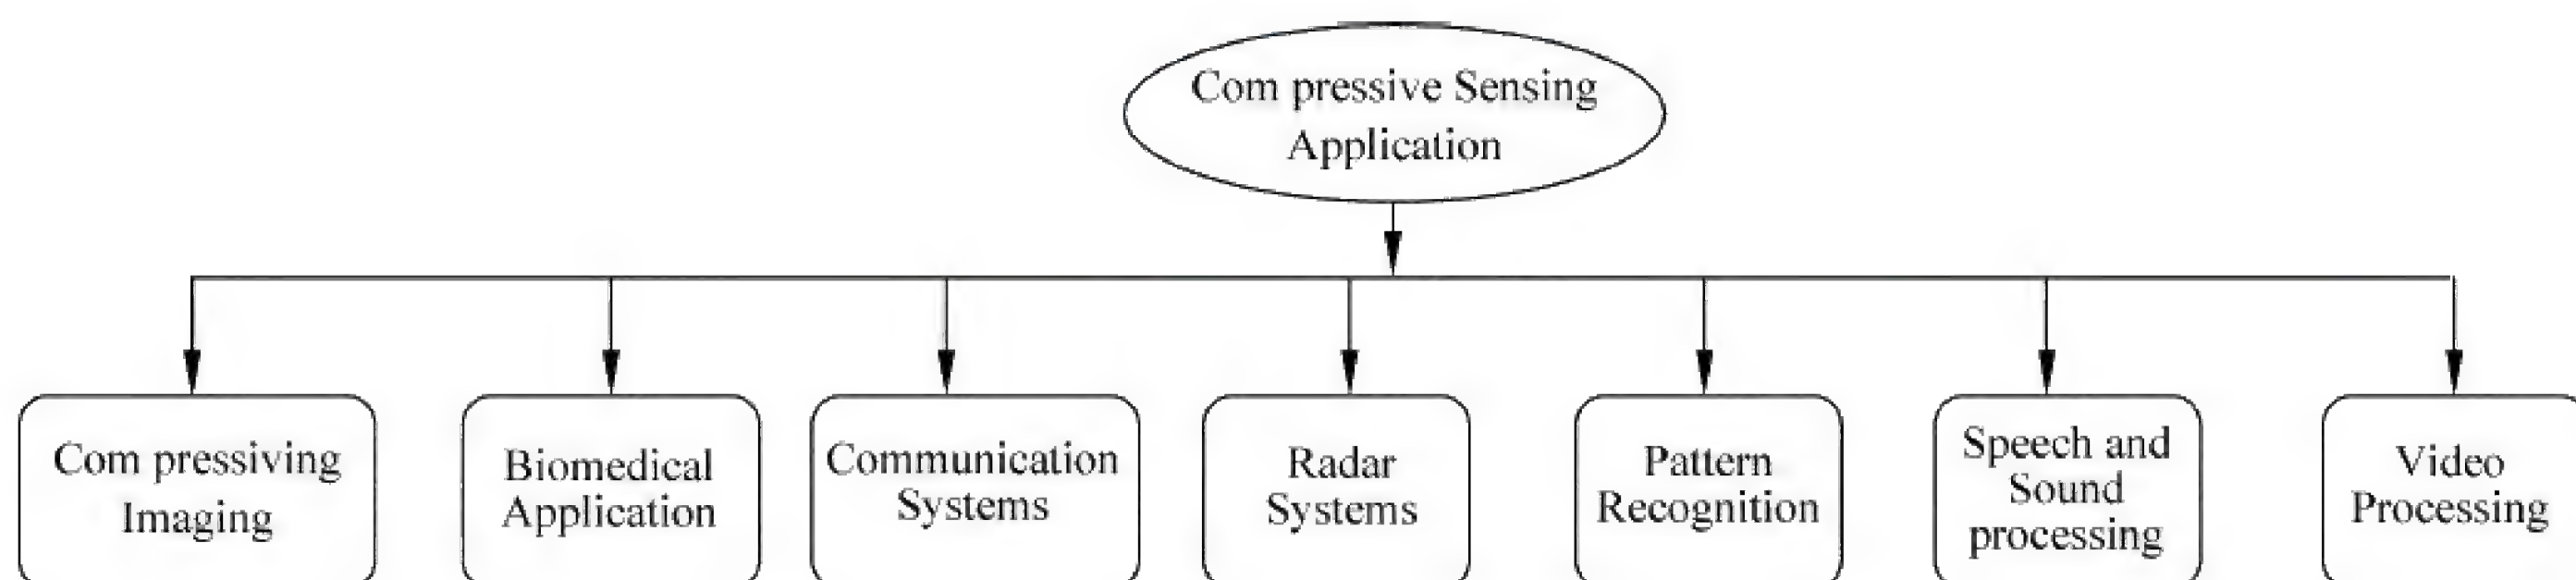 Com pressive Sensing
Application
Com pressiving
Imaging
Biomedical
Application
Communication
Systems
Radar
Systems
Pattern
Recognition
Speech and
Sound
processing
Video
Processing